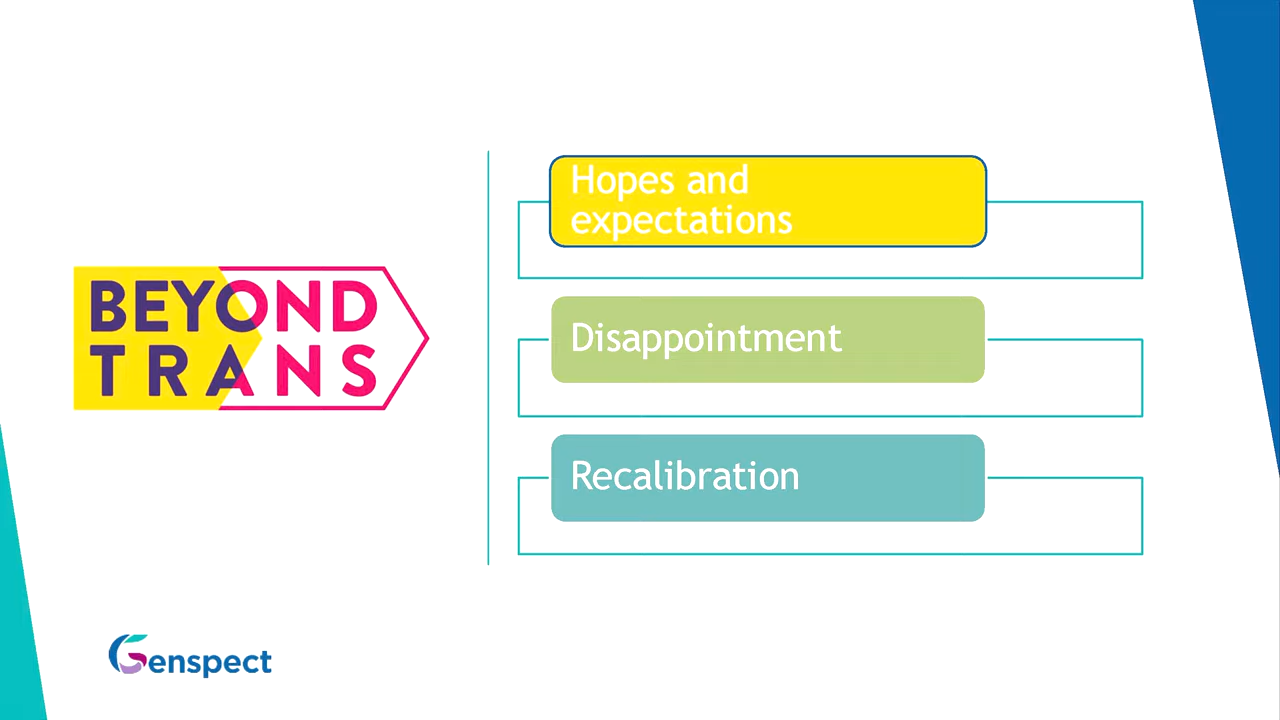 BEYOND
TRANS
Hopes and
expectations
Disappointment
Recalibration
Genspect